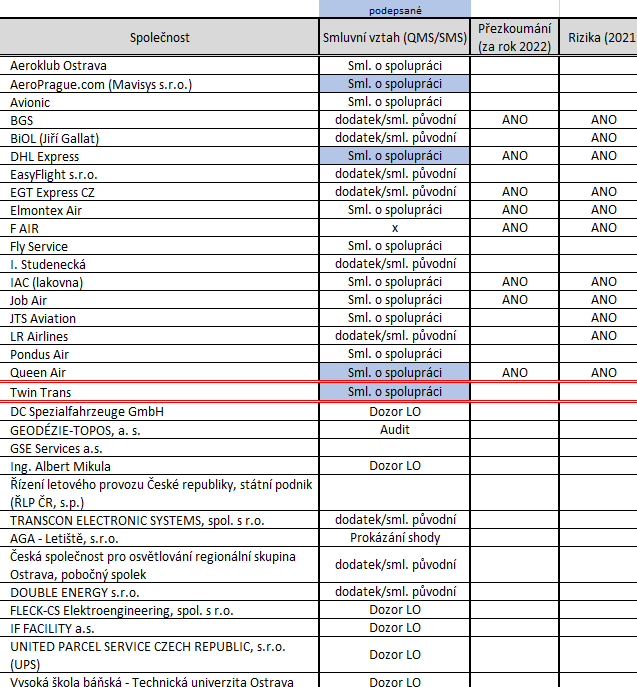 podepsané
Společnost Smluvní vztah (QMS/SMS) Přezkoumání (za rok 2022) Rizika (2021
Aeroklub Ostrava Sml. o spolupráci
AeroPrague.com (Mavisys s.r.o.) Sml. o spolupráci
Avionic Sml. o spolupráci
BGS dodatek/sml. původní ANO ANO
BiOL (Jiří Gallat) dodatek/sml. původní ANO
DHL Express Sml. o spolupráci ANO ANO
EasyFlight s.r.o. dodatek/sml. původní
EGT Express CZ dodatek/sml. původní ANO ANO
Elmontex Air Sml. o spolupráci ANO ANO
F AIR x ANO ANO
Fly Service Sml. o spolupráci
I. Studenecká dodatek/sml. původní
IAC (lakovna) Sml. o spolupráci ANO ANO
Job Air Sml. o spolupráci ANO ANO
JTS Aviation Sml. o spolupráci ANO
LR Airlines dodatek/sml. původní ANO
Pondus Air Sml. o spolupráci
Queen Air Sml. o spolupráci ANO ANO
Twin Trans Sml. o spolupráci
DC Spezialfahrzeuge GmbH Dozor LO
GEODÉZIE-TOPOS, a. s. Audit
GSE Services a.s.
Ing. Albert Mikula Dozor LO
Řízení letového provozu České republiky, státní podnik
(ŘLP ČR, s.p.)
TRANSCON ELECTRONIC SYSTEMS, spol. s r.o. dodatek/sml. původní
AGA - Letiště, s.r.o. Prokázání shody
Česká společnost pro osvětlování regionální skupina
Ostrava, pobočný spolek dodatek/sml. původní
DOUBLE ENERGY s.r.o. dodatek/sml. původní
FLECK-CS Elektroengineering, spol. s r.o. Dozor LO
IF FACILITY a.s. Dozor LO
UNITED PARCEL SERVICE CZECH REPUBLIC, s.r.o.
(UPS) Dozor LO
Vysoká škola báňská - Technická univerzita Ostrava Dozor LO